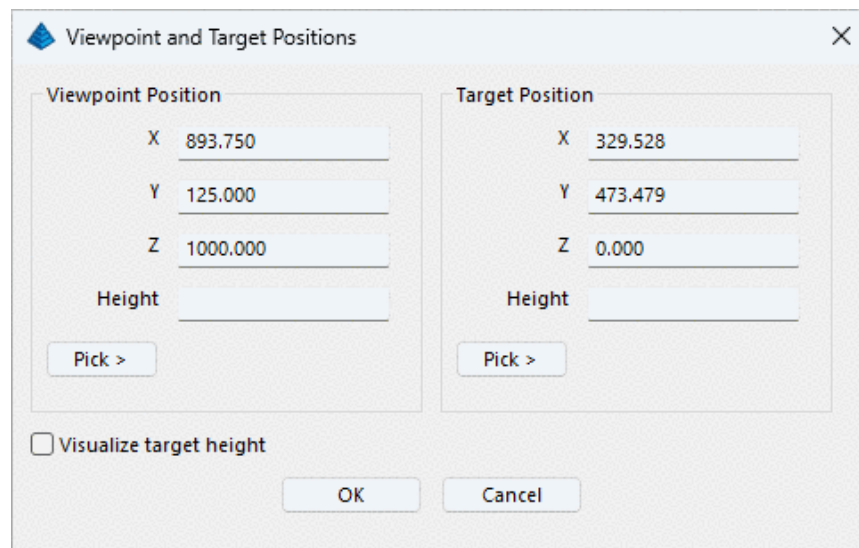 Viewpoint and Target Positions
Viewpoint Position
X 893.750
Y 125.000
Z 1000.000
Height
Pick >
Target Position
X 329.528
Y 473.479
Z 0.000
Height
Pick >
Visualize target height
OK
Cancel